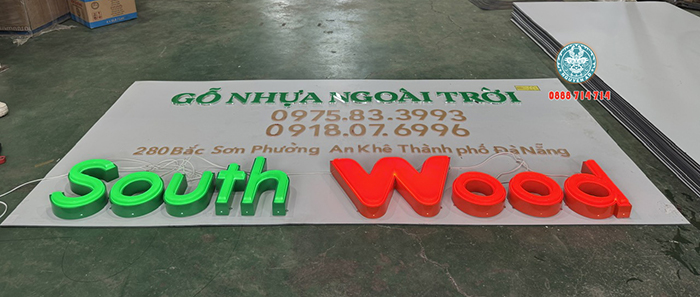 GỖ NHỰA NGOÀI TRỜI
0975.83.3993
0918.07.6996
280 Bắc Sơn Phường An Khê Thành phố Đà Nẵng
South Wood
0888 714 714